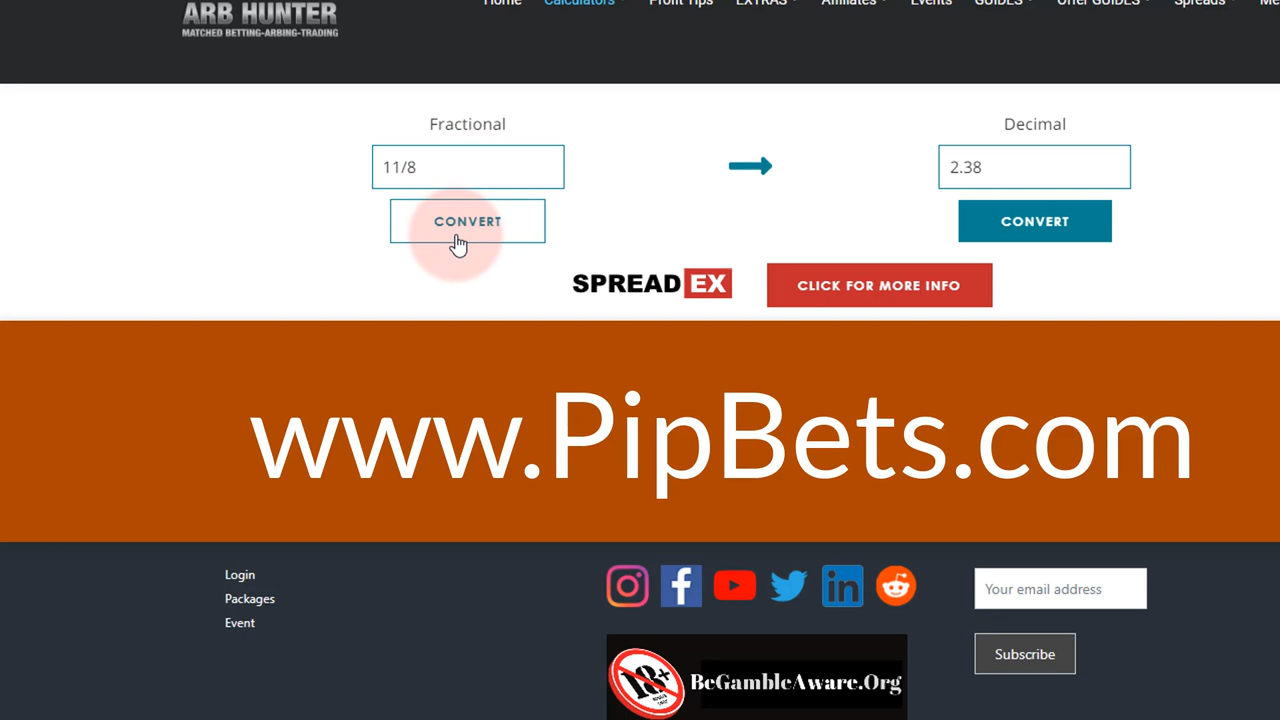 ARB HUNTER
MATCHED BETTING-ARBING-TRADING
Home Calculators Profit Tips EXTRAS Affiliates Events GUIDES Offer GUIDES Spreads
Fractional Decimal
11/8 2.38
CONVERT CONVERT
SPREAD EX CLICK FOR MORE INFO
www.PipBets.com
Login
Packages
Event
Your email address
Subscribe
18+
BeGambleAware.Org